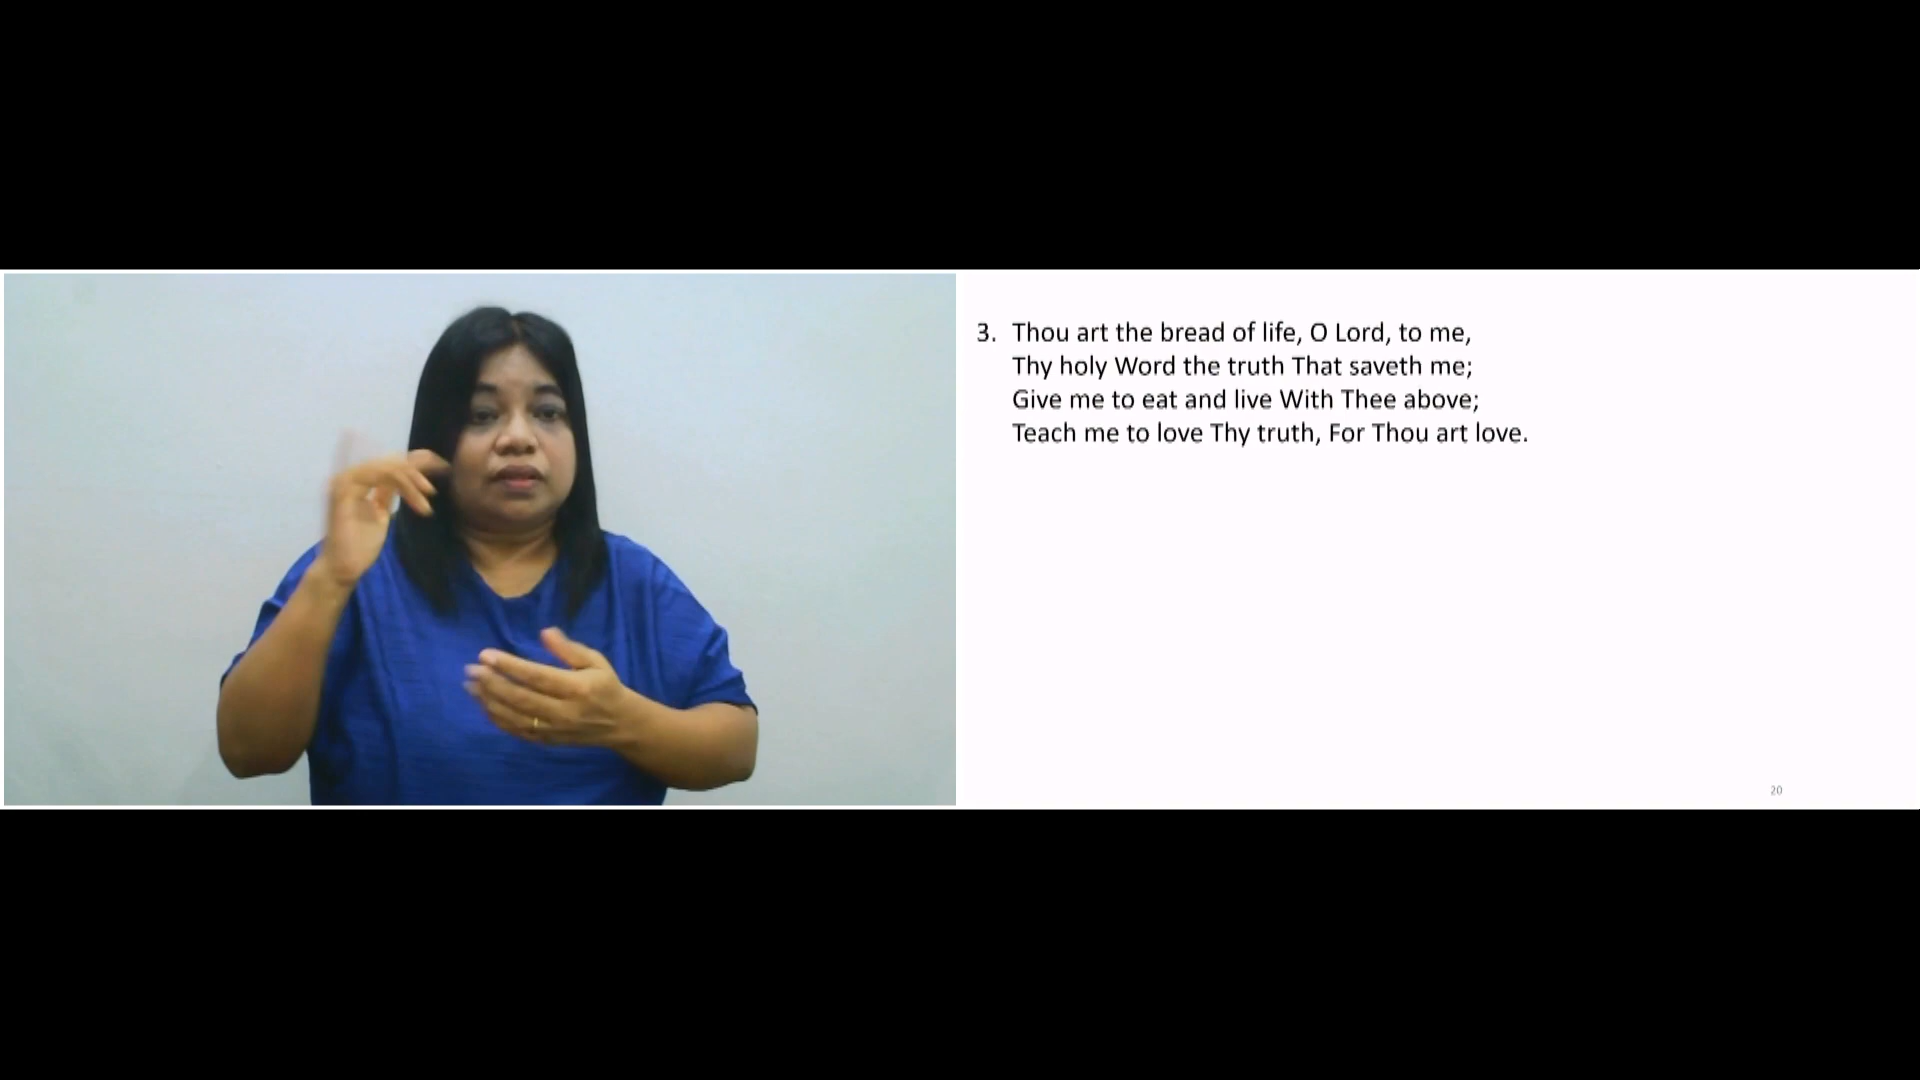 3. Thou art the bread of life, O Lord, to me,
Thy holy Word the truth That saveth me;
Give me to eat and live With Thee above;
Teach me to love Thy truth, For Thou art love.
20